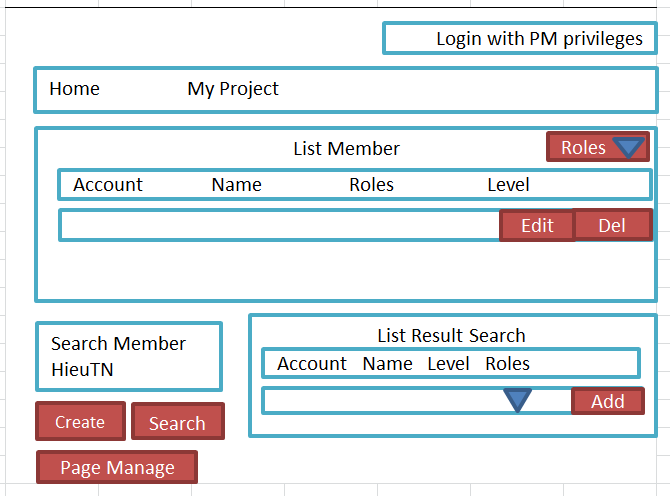 Login with PM privileges
Home My Project
List Member Roles
Account Name Roles Level
Edit Del
Search Member
HieuTN
Create Search
Page Manage
List Result Search
Account Name Level Roles
Add